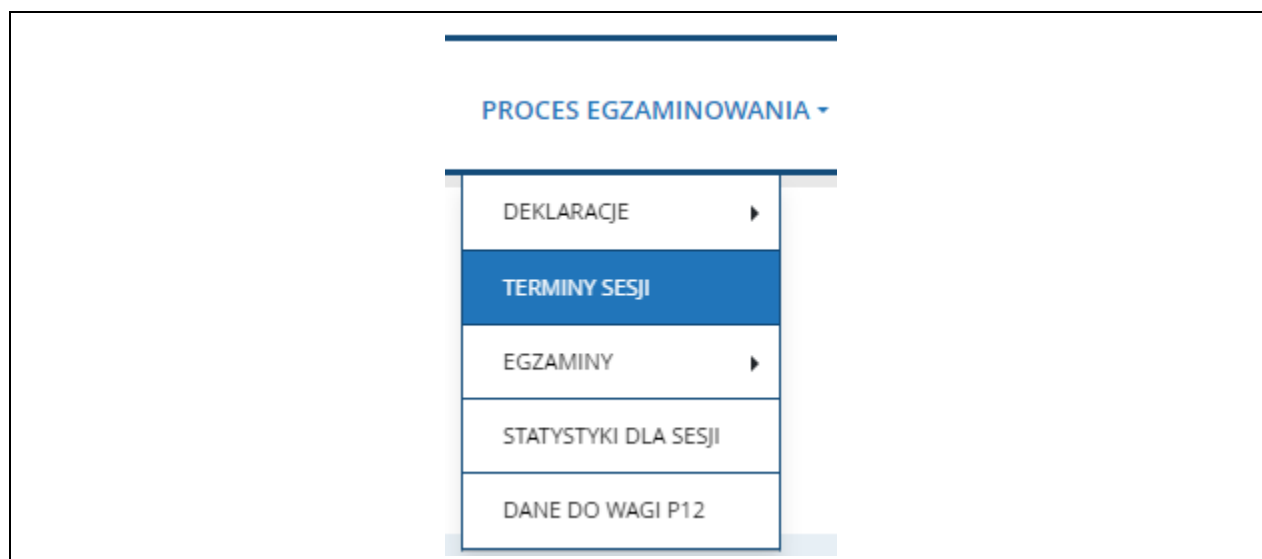 PROCES EGZAMINOWANIA
DEKLARACJE
TERMINY SESJI
EGZAMINY
STATYSTYKI DLA SESJI
DANE DO WAGI P12